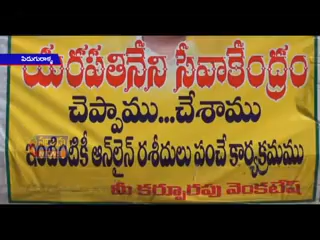 పిడుగురాళ్ళ
యరపతినేని సేవాకేంద్రం
చెప్పాము...చేశాము
ఇంటింటికీ ఆన్‌లైన్ రశీదులు పంచే కార్యక్రమము
మీ కర్పూరపు వెంకటేష్